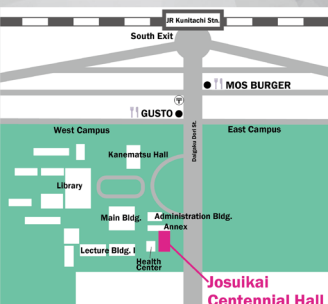 JR Kunitachi Stn.
South Exit
MOS BURGER
T
GUSTO
Daigaku Dori St.
West Campus
East Campus
Kanematsu Hall
Library
Main Bldg.
Administration Bldg.
Annex
Lecture Bldg. I
Health
Center
Josuikai
Centennial Hall